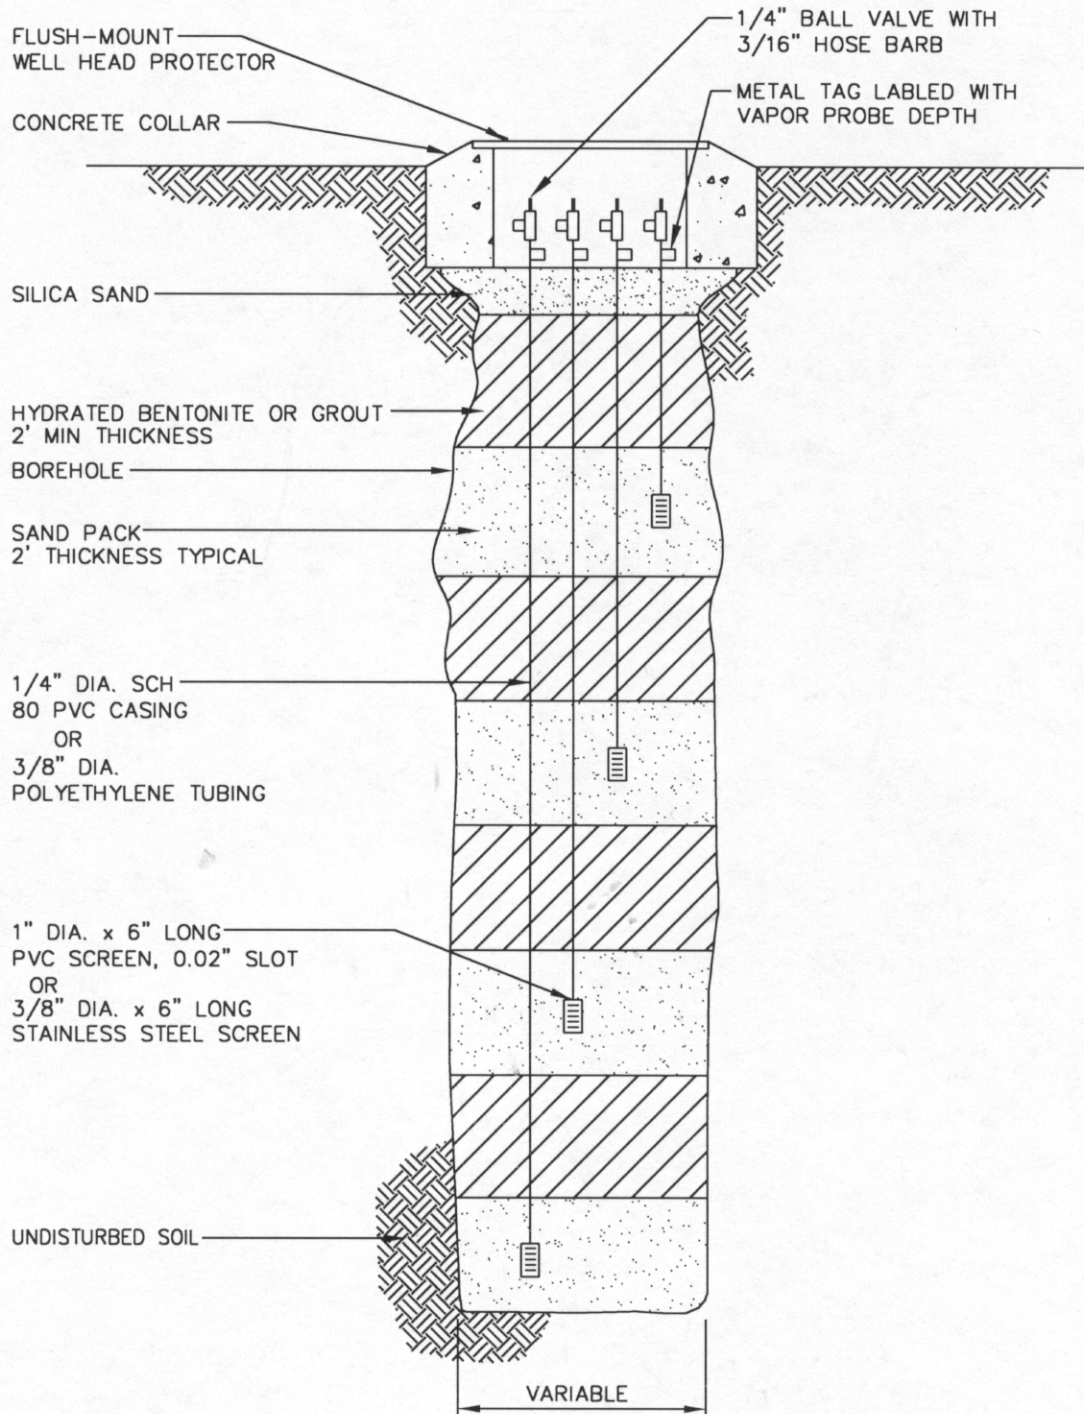 FLUSH-MOUNT
WELL HEAD PROTECTOR
CONCRETE COLLAR
1/4" BALL VALVE WITH
3/16" HOSE BARB
METAL TAG LABLED WITH
VAPOR PROBE DEPTH
SILICA SAND
HYDRATED BENTONITE OR GROUT
2' MIN THICKNESS
BOREHOLE
SAND PACK
2' THICKNESS TYPICAL
1/4" DIA. SCH
80 PVC CASING
OR
3/8" DIA.
POLYETHYLENE TUBING
1" DIA. x 6" LONG
PVC SCREEN, 0.02" SLOT
OR
3/8" DIA. x 6" LONG
STAINLESS STEEL SCREEN
UNDISTURBED SOIL
VARIABLE